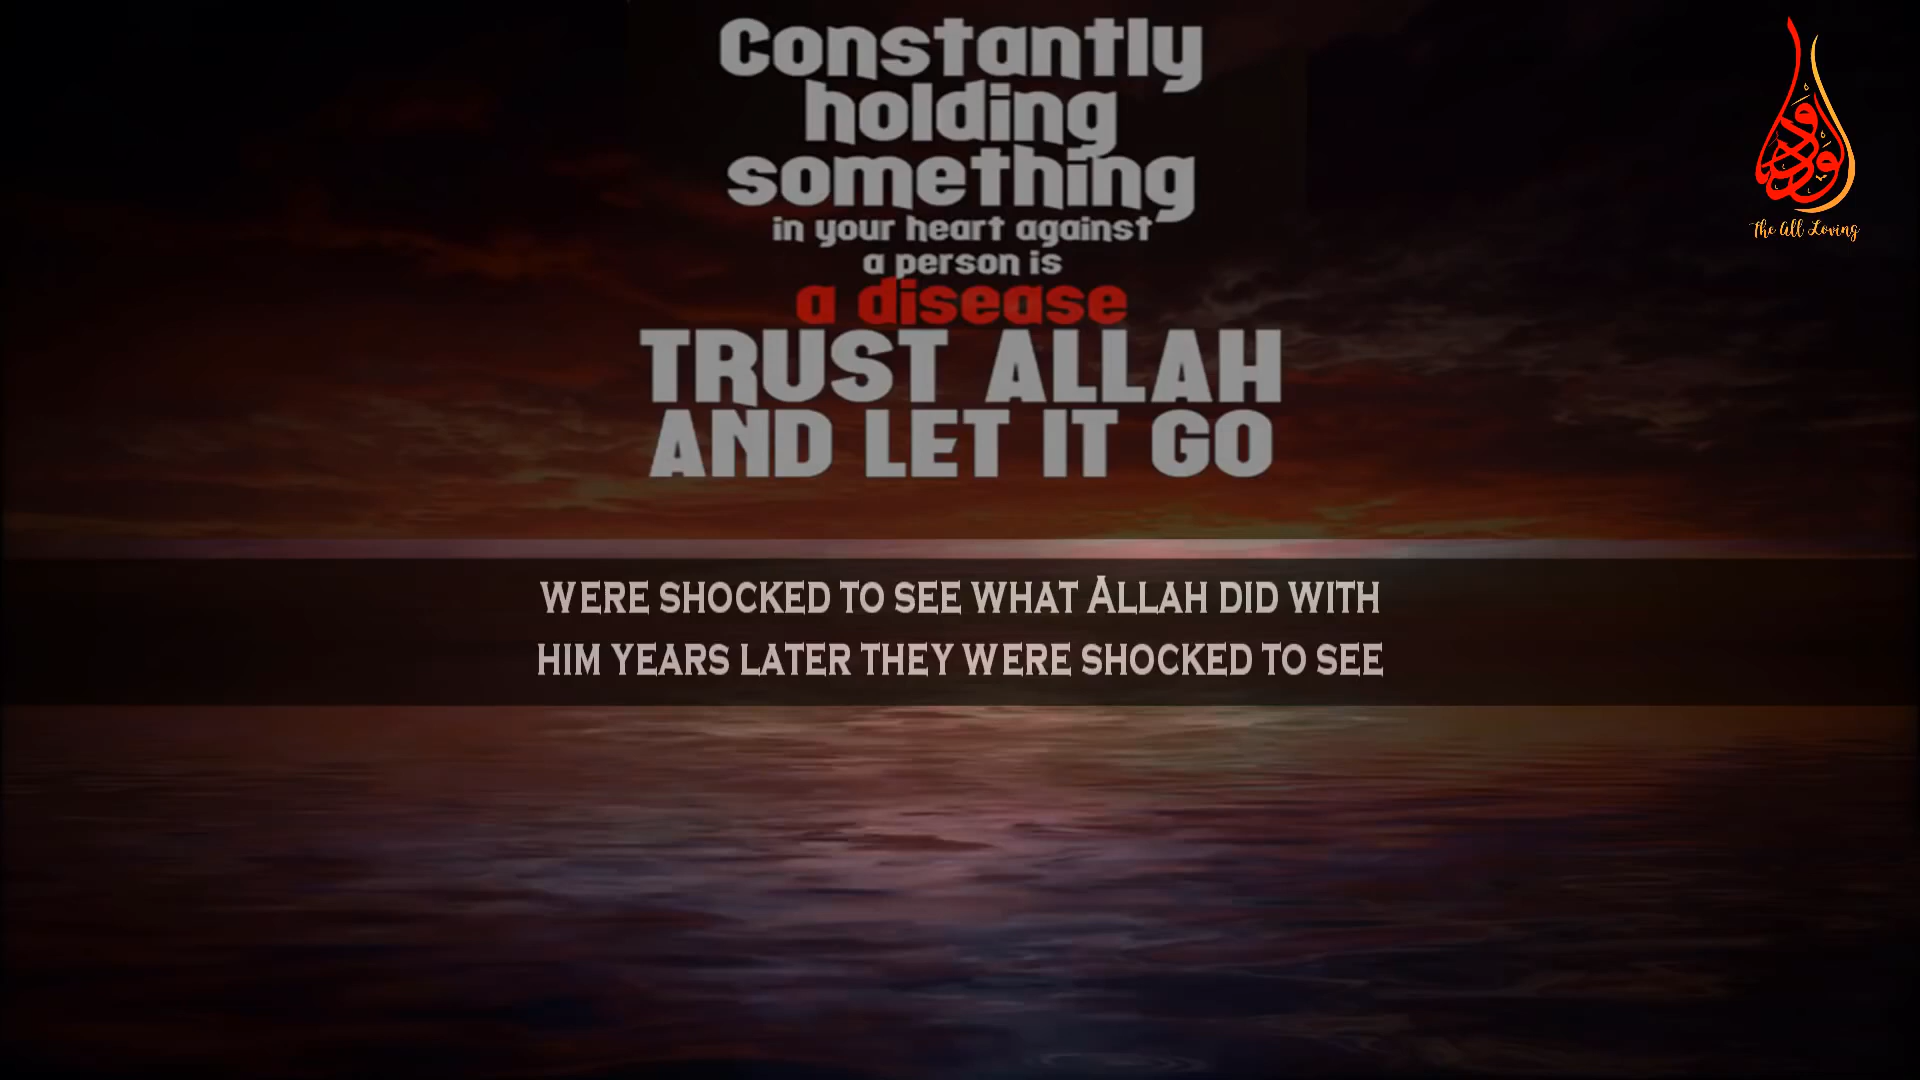 Constantly
holding
something
in your heart against
a person is
a disease
TRUST ALLAH
AND LET IT GO
The All Loving
WERE SHOCKED TO SEE WHAT ALLAH DID WITH
HIM YEARS LATER THEY WERE SHOCKED TO SEE